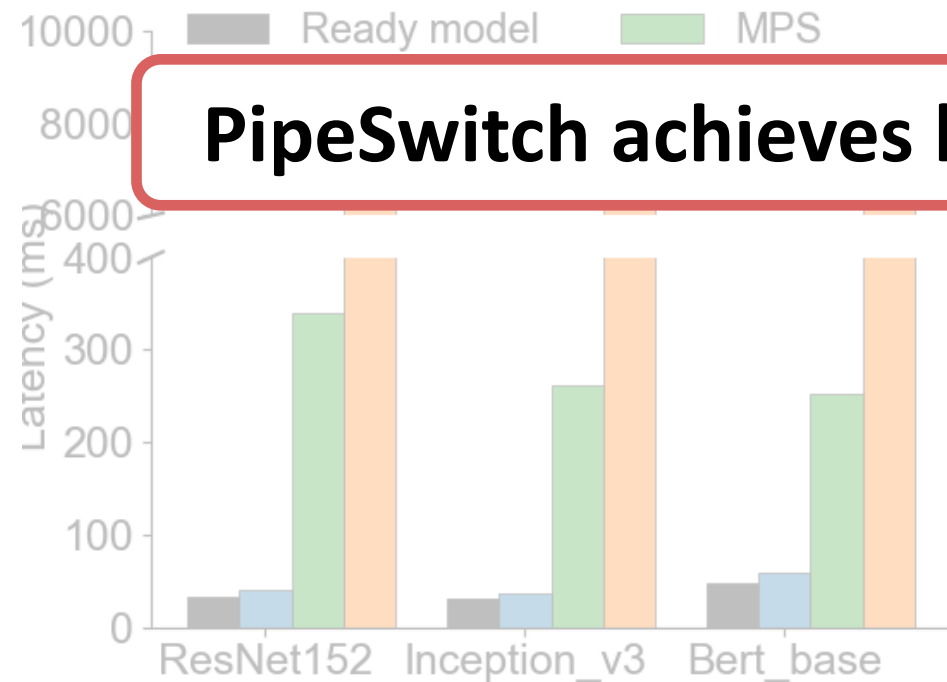 10000
Ready model
MPS
8000
PipeSwitch achieves
6000
Latency (ms)
400
300
200
100
0
ResNet152
Inception_v3
Bert_base